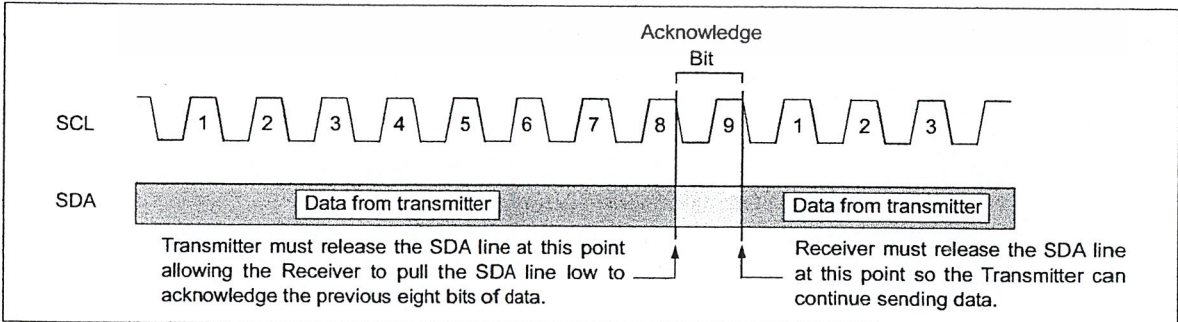 Acknowledge
Bit
SCL
1 2 3 4 5 6 7 8 9 1 2 3
SDA
Data from transmitter
Data from transmitter
Transmitter must release the SDA line at this point
allowing the Receiver to pull the SDA line low to
acknowledge the previous eight bits of data.
Receiver must release the SDA line
at this point so the Transmitter can
continue sending data.